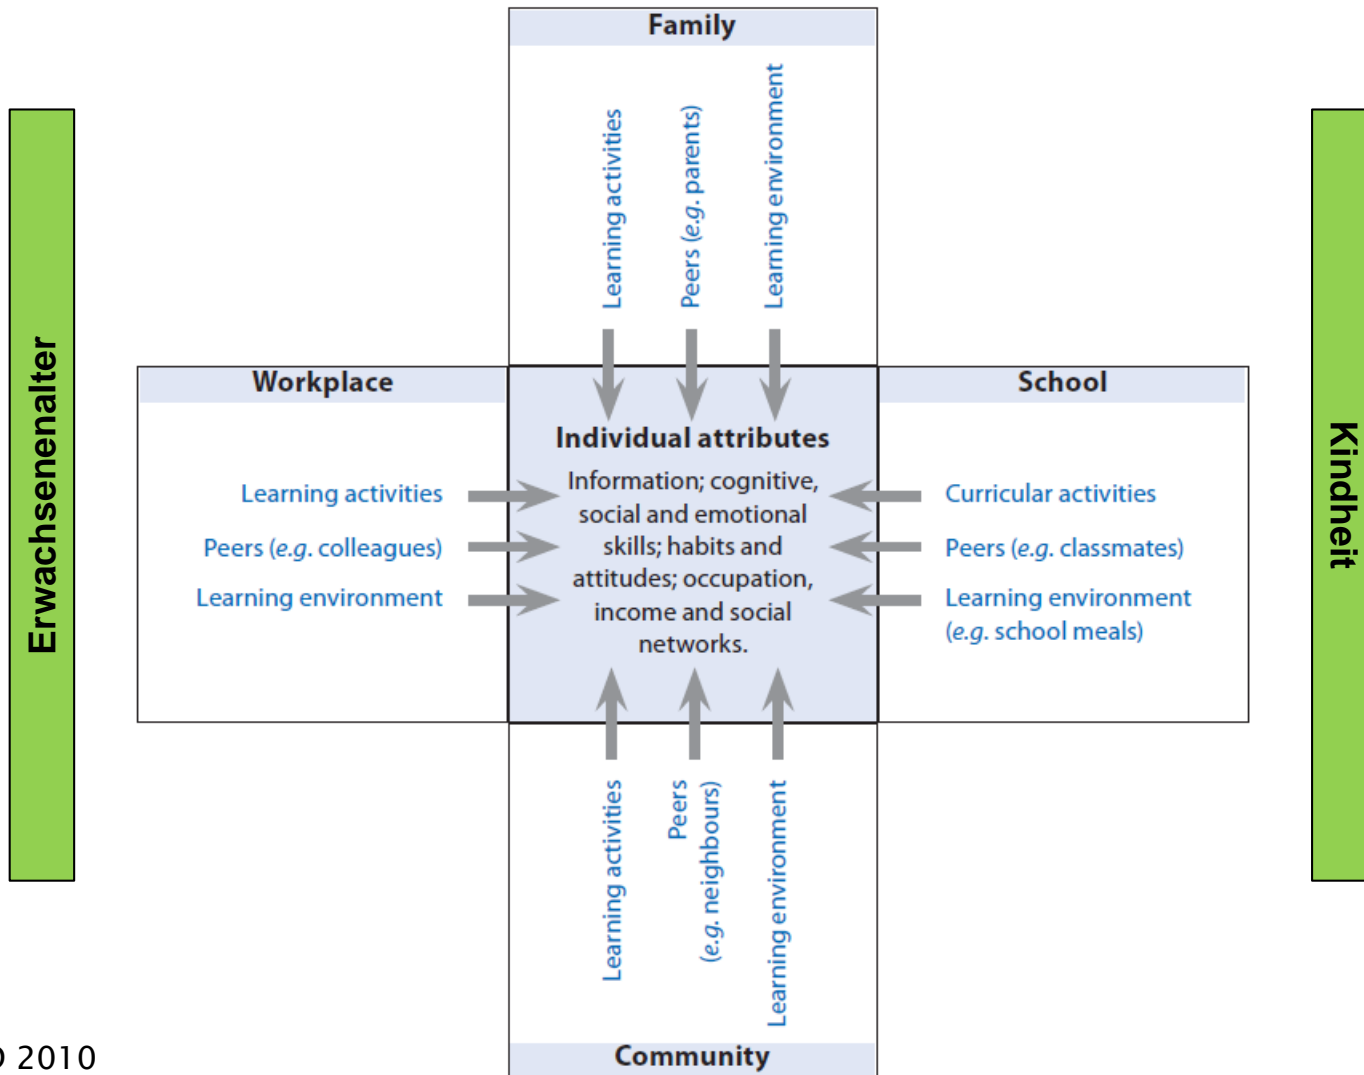 Family
Learning activities
Peers (e.g. parents)
Learning environment
Erwachsenenalter
Workplace
Learning activities
Peers (e.g. colleagues)
Learning environment
Individual attributes
Information; cognitive,
social and emotional
skills; habits and
attitudes; occupation,
income and social
networks.
School
Curricular activities
Peers (e.g. classmates)
Learning environment
(e.g. school meals)
Kindheit
Learning activities
Peers
(e.g. neighbours)
Learning environment
Community
2010